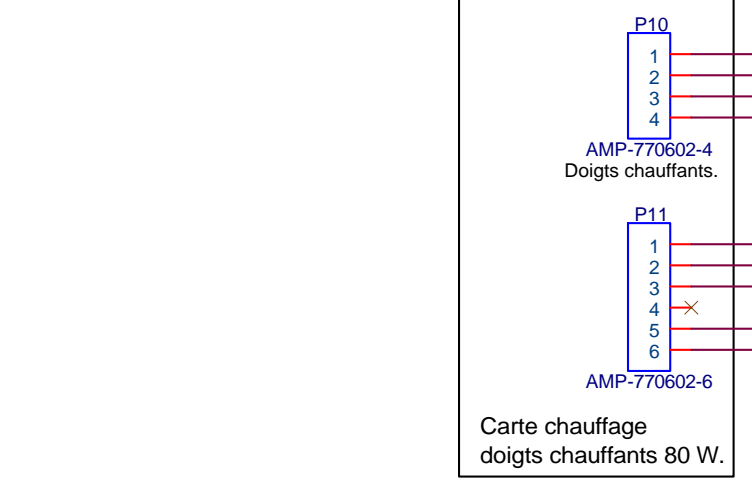 P10
1
2
3
4
AMP-770602-4
Doigts chauffants.
P11
1
2
3
4
5
6
AMP-770602-6
Carte chauffage
doigts chauffants 80 W.